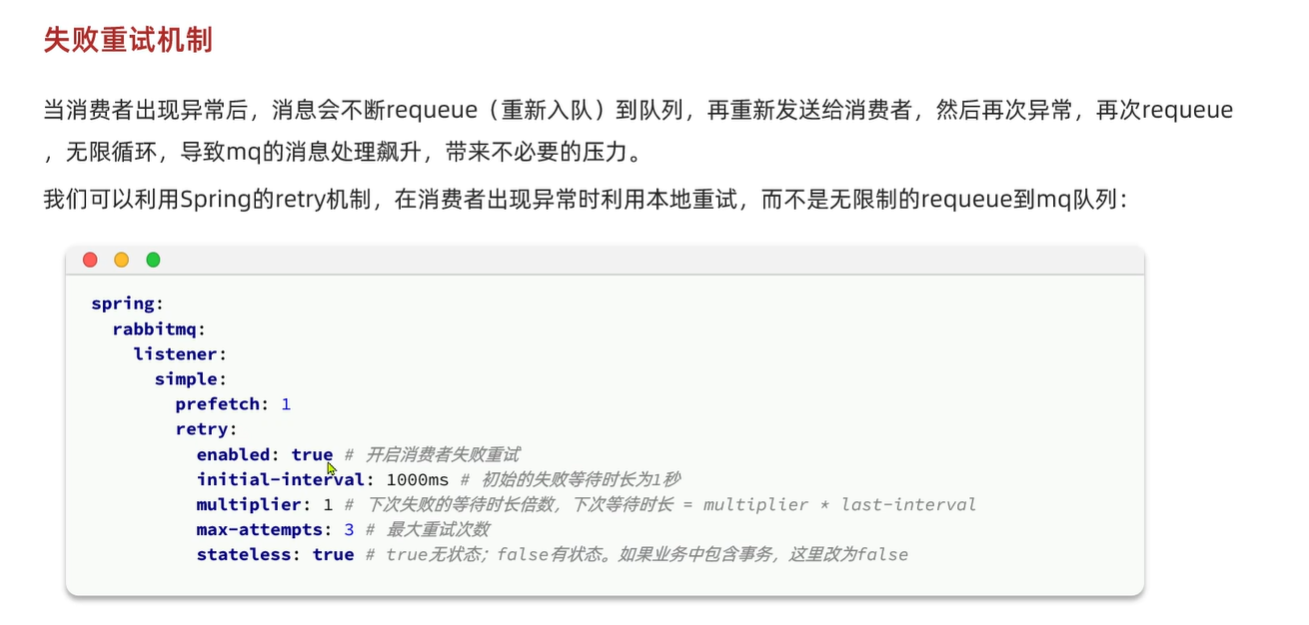 失败重试机制
当消费者出现异常后，消息会不断requeue（重新入队）到队列，再重新发送给消费者，然后再次异常，再次requeue
，无限循环，导致mq的消息处理飙升，带来不必要的压力。
我们可以利用Spring的retry机制，在消费者出现异常时利用本地重试，而不是无限制的requeue到mq队列：
spring:
  rabbitmq:
    listener:
      simple:
        prefetch: 1
        retry:
          enabled: true # 开启消费者失败重试
          initial-interval: 1000ms # 初始的失败等待时长为1秒
          multiplier: 1 # 下次失败的等待时长倍数，下次等待时长 = multiplier * last-interval
          max-attempts: 3 # 最大重试次数
          stateless: true # true无状态；false有状态。如果业务中包含事务，这里改为false